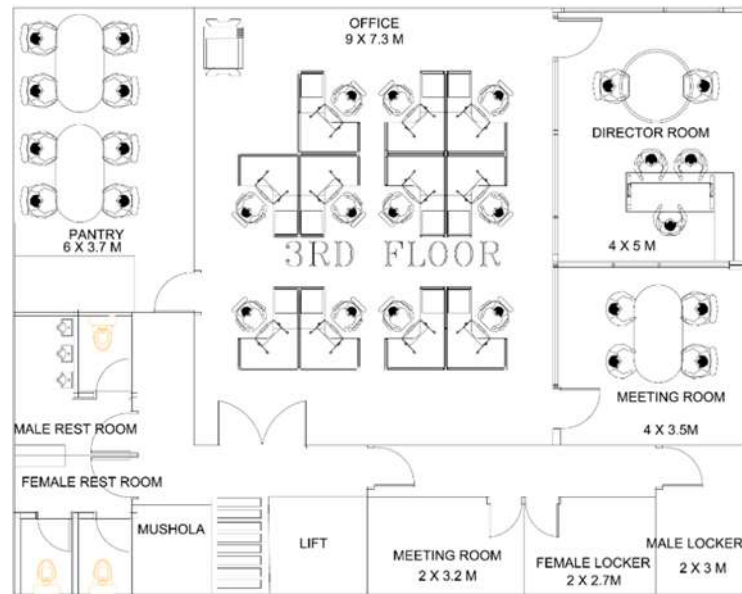 OFFICE
9 X 7.3 M
DIRECTOR ROOM
4 X 5 M
PANTRY
6 X 3.7 M
3RD FLOOR
MEETING ROOM
4 X 3.5M
MALE REST ROOM
FEMALE REST ROOM
MUSHOLA
LIFT
MEETING ROOM
2 X 3.2 M
FEMALE LOCKER
2 X 2.7M
MALE LOCKER
2 X 3 M